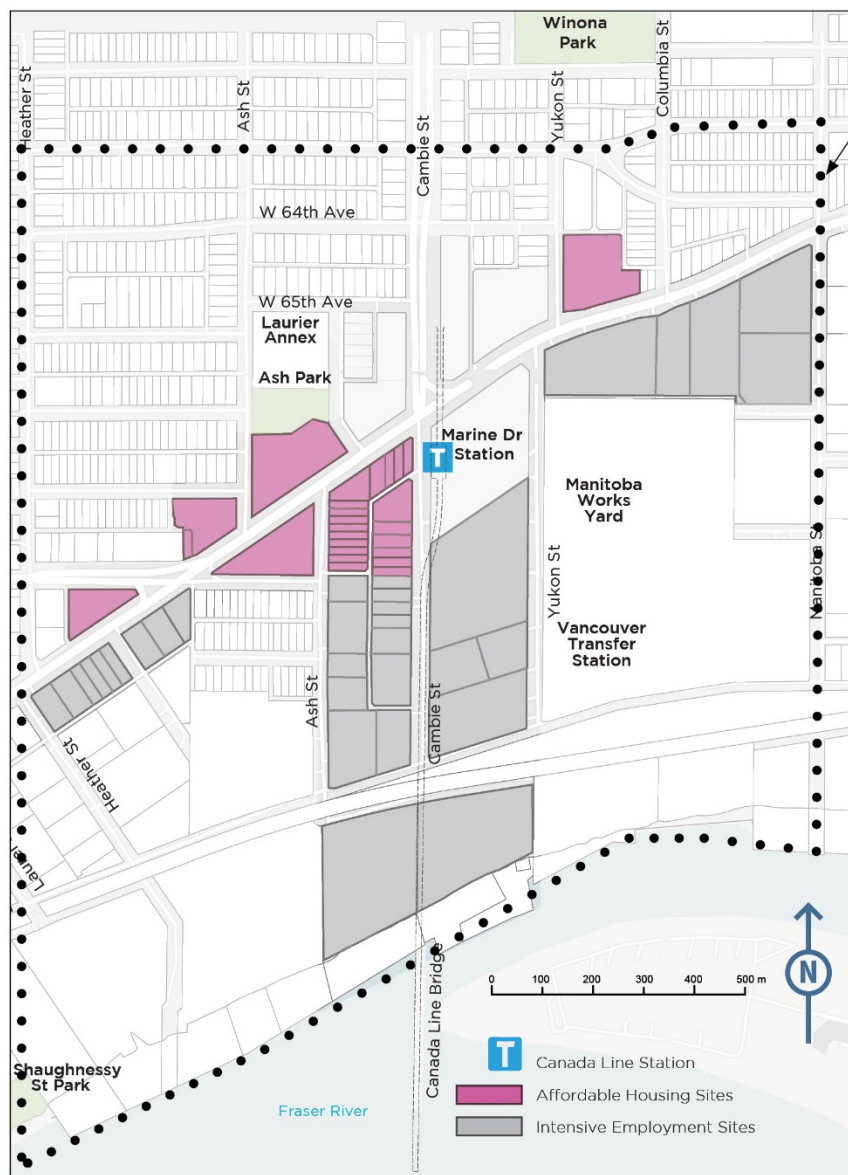 Winona
Park
Columbia St
Heather St
Ash St
Cambie St
Yukon St
W 64th Ave
W 65th Ave
Laurier
Annex
Ash Park
Marine Dr
Station
T
Manitoba
Works
Yard
Yukon St
Manitoba St
Vancouver
Transfer
Station
Ash St
Cambie St
Heather St
Canada Line Bridge
N
0 100 200 300 400 500 m
T Canada Line Station
Shaughnessy
St Park
Affordable Housing Sites
Fraser River
Intensive Employment Sites